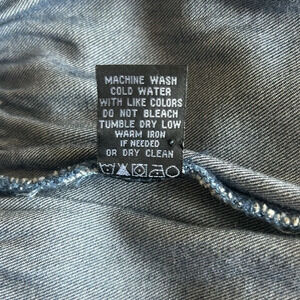 MACHINE WASH
COLD WATER
WITH LIKE COLORS
DO NOT BLEACH
TUMBLE DRY LOW
WARM IRON
IF NEEDED
OR DRY CLEAN